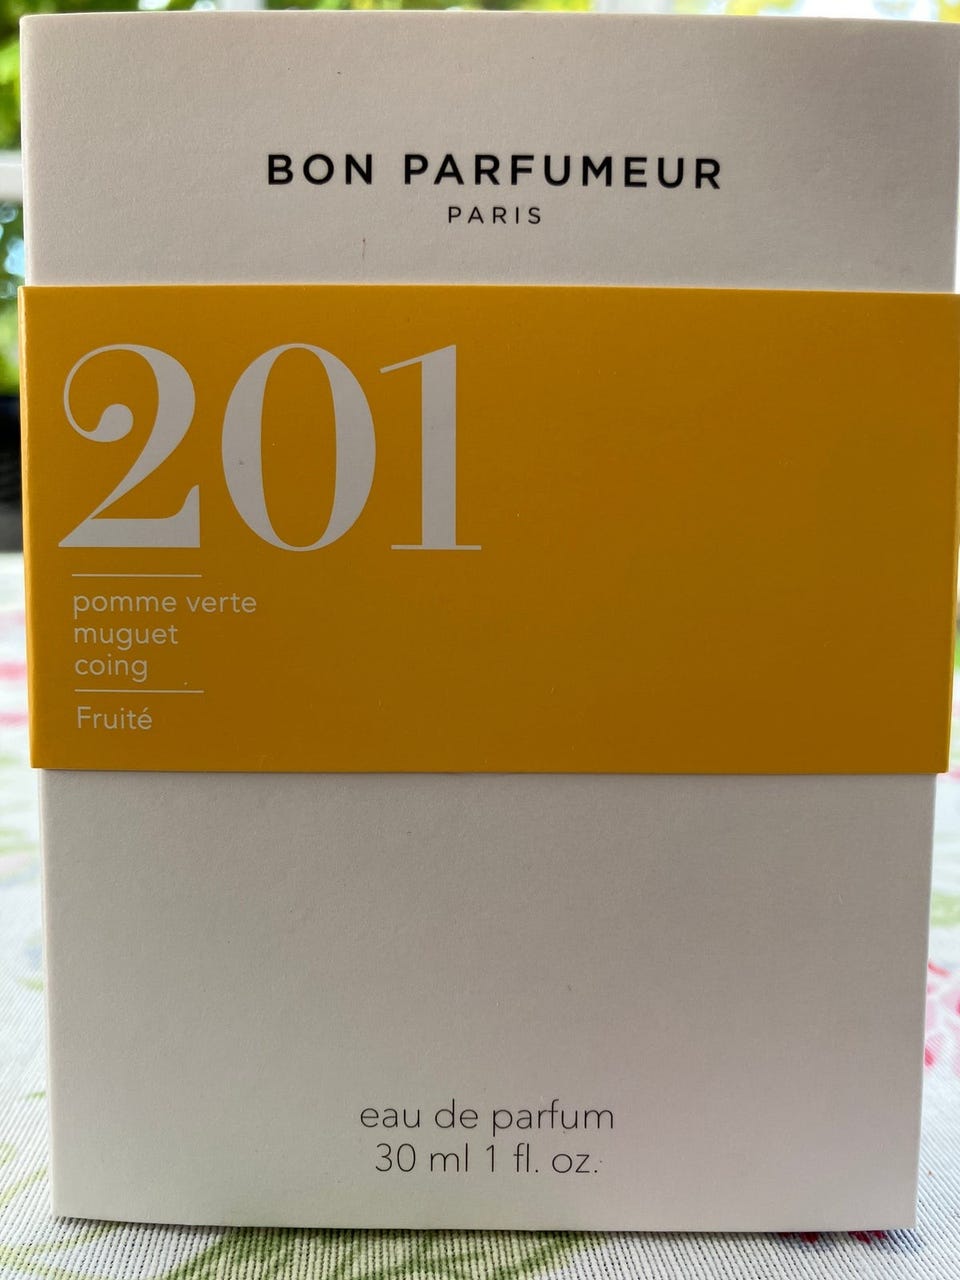 BON PARFUMEUR
PARIS
201
pomme verte
muguet
coing
Fruité
eau de parfum
30 ml 1 fl. oz.